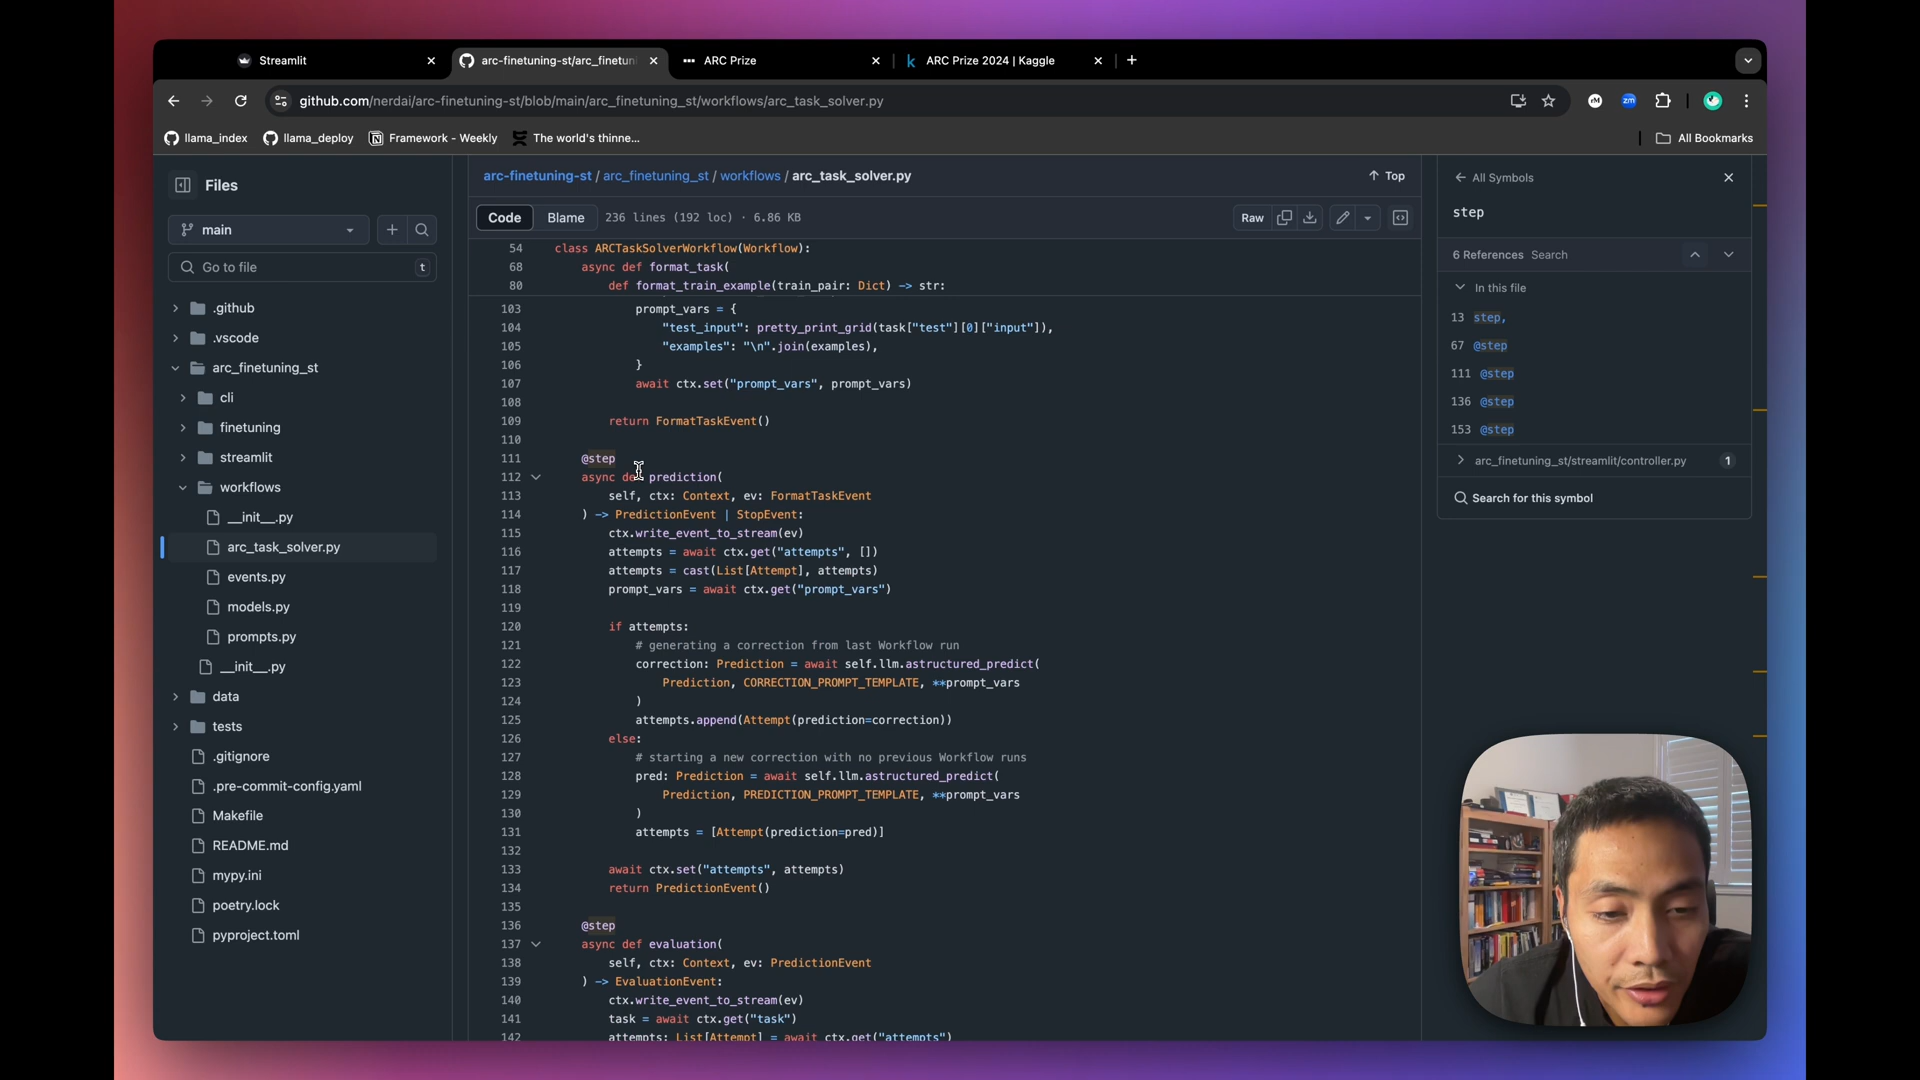 Streamlit
arc-finetuning-st/arc_finetun
ARC Prize
ARC Prize 2024 | Kaggle
github.com/nerdai/arc-finetuning-st/blob/main/arc_finetuning_st/workflows/arc_task_solver.py
llama_index
llama_deploy
Framework - Weekly
The world's thinne...
All Bookmarks
Files
main
Go to file
t
.github
.vscode
arc_finetuning_st
cli
finetuning
streamlit
workflows
__init__.py
arc_task_solver.py
events.py
models.py
prompts.py
__init__.py
data
tests
.gitignore
.pre-commit-config.yaml
Makefile
README.md
mypy.ini
poetry.lock
pyproject.toml
arc-finetuning-st / arc_finetuning_st / workflows / arc_task_solver.py
Top
Code Blame 236 lines (192 loc) · 6.86 KB
Raw
54 class ARCTaskSolverWorkflow(Workflow):
68 async def format_task(
80 def format_train_example(train_pair: Dict) -> str:
103 prompt_vars = {
104 "test_input": pretty_print_grid(task["test"][0]["input"]),
105 "examples": "\n".join(examples),
106 }
107 await ctx.set("prompt_vars", prompt_vars)
108
109 return FormatTaskEvent()
110
111 @step
112 async def prediction(
113 self, ctx: Context, ev: FormatTaskEvent
114 ) -> PredictionEvent | StopEvent:
115 ctx.write_event_to_stream(ev)
116 attempts = await ctx.get("attempts", [])
117 attempts = cast(List[Attempt], attempts)
118 prompt_vars = await ctx.get("prompt_vars")
119
120 if attempts:
121 # generating a correction from last Workflow run
122 correction: Prediction = await self.llm.astructured_predict(
123 Prediction, CORRECTION_PROMPT_TEMPLATE, **prompt_vars
124 )
125 attempts.append(Attempt(prediction=correction))
126 else:
127 # starting a new correction with no previous Workflow runs
128 pred: Prediction = await self.llm.astructured_predict(
129 Prediction, PREDICTION_PROMPT_TEMPLATE, **prompt_vars
130 )
131 attempts = [Attempt(prediction=pred)]
132
133 await ctx.set("attempts", attempts)
134 return PredictionEvent()
135
136 @step
137 async def evaluation(
138 self, ctx: Context, ev: PredictionEvent
139 ) -> EvaluationEvent:
140 ctx.write_event_to_stream(ev)
141 task = await ctx.get("task")
142 attempts: List[Attempt] = await ctx.get("attempts")
All Symbols
step
6 References Search
In this file
13 step,
67 @step
111 @step
136 @step
153 @step
arc_finetuning_st/streamlit/controller.py 1
Search for this symbol